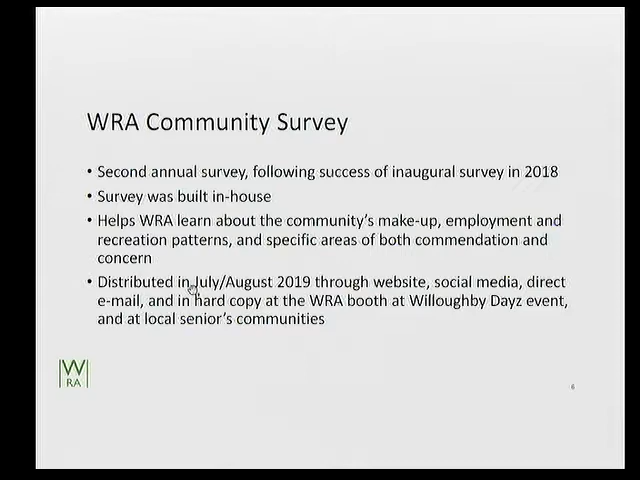 WRA Community Survey
• Second annual survey, following success of inaugural survey in 2018
• Survey was built in-house
• Helps WRA learn about the community's make-up, employment and
recreation patterns, and specific areas of both commendation and
concern
• Distributed in July/August 2019 through website, social media, direct
e-mail, and in hard copy at the WRA booth at Willoughby Dayz event,
and at local senior's communities
W
RA
6